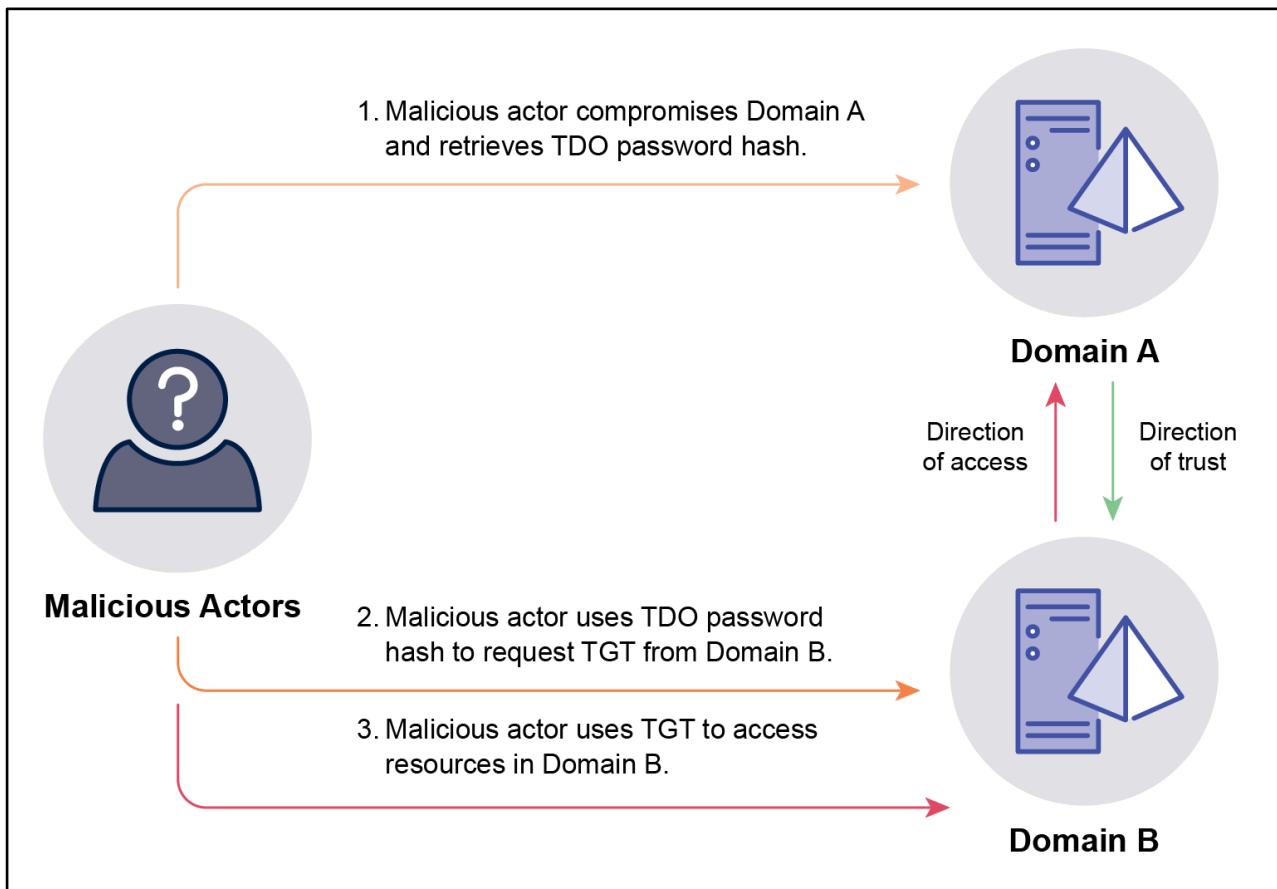 1. Malicious actor compromises Domain A
and retrieves TDO password hash.
Domain A
Direction
of access
Direction
of trust
Malicious Actors
2. Malicious actor uses TDO password
hash to request TGT from Domain B.
3. Malicious actor uses TGT to access
resources in Domain B.
Domain B